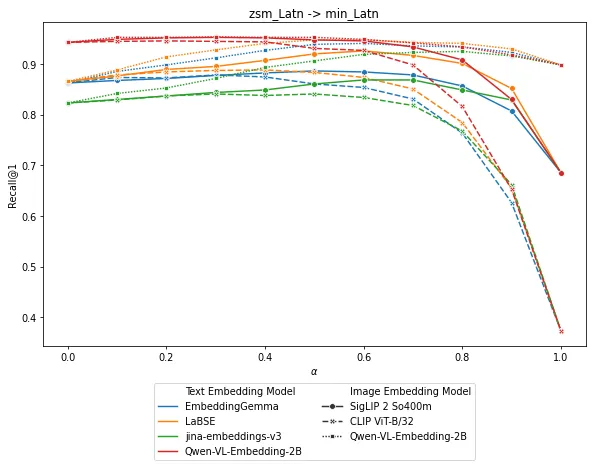 zsm_Latn -> min_Latn
Recall@1
0.9
0.8
0.7
0.6
0.5
0.4
0.0 0.2 0.4 0.6 0.8 1.0
α
Text Embedding Model
EmbeddingGemma
LaBSE
jina-embeddings-v3
Qwen-VL-Embedding-2B
Image Embedding Model
SigLIP 2 So400m
CLIP ViT-B/32
Qwen-VL-Embedding-2B